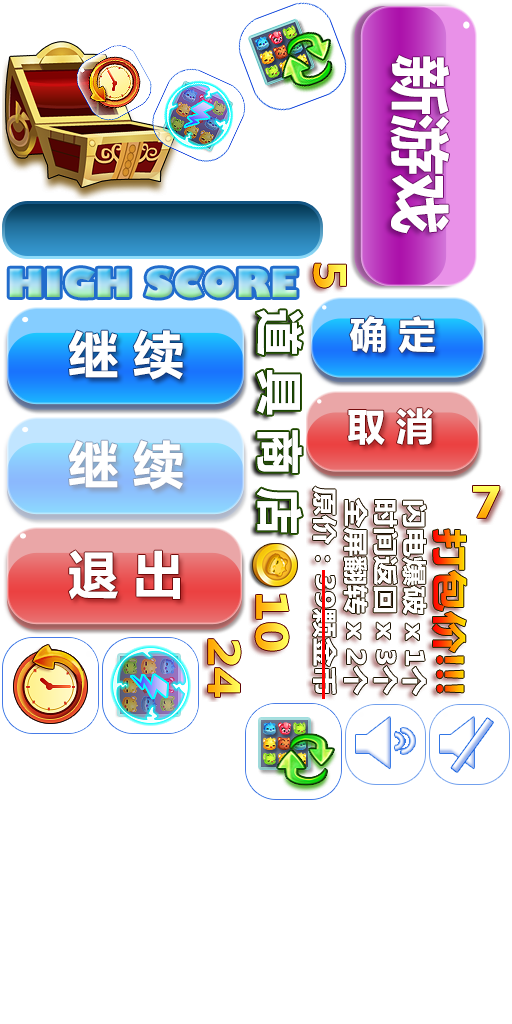 新游戏
HIGH SCORE
5
继续
道具商店
确定
取消
继续
7
打包价!!!
闪电爆破 x 1个
时间返回 x 3个
全屏翻转 x 2个
原价：39颗金币
退出
10
24